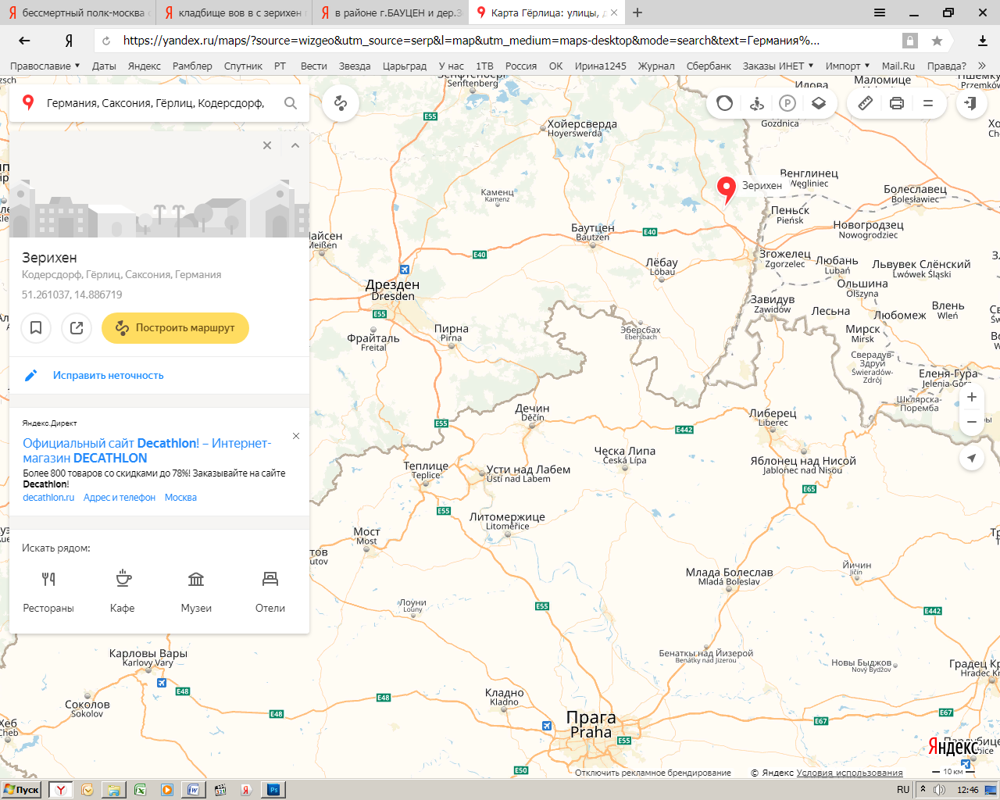 бессмертный полк-москва
кладбище вов в с зерихен
в районе г.БАУЦЕН и дер.
Карта Гёрлица: улицы,
https://yandex.ru/maps/?source=wizgeo&utm_source=serp&l=map&utm_medium=maps-desktop&mode=search&text=Германия%...
Православие
Даты
Яндекс
Рамблер
Спутник
РТ
Вести
Звезда
Царьград
У нас
1ТВ
Россия
ОК
Ирина1245
Журнал
Сбербанк
Заказы ИНЕТ
Импорт
Mail.Ru
Правда?
Германия, Саксония, Гёрлиц, Кодерсдорф,
Зерихен
Кодерсдорф, Гёрлиц, Саксония, Германия
51.261037, 14.886719
Построить маршрут
Исправить неточность
Яндекс.Директ
Официальный сайт Decathlon! – Интернет-
магазин DECATHLON
Более 800 товаров со скидками до 78%! Заказывайте на сайте
Decathlon!
decathlon.ru Адрес и телефон Москва
Искать рядом:
Рестораны
Кафе
Музеи
Отели
Senftenberg
Хойерсверда
Hoyerswerda
Gozdnica
Маломице
Małomice
Венглинец
Węgliniec
Зерихен
Каменц
Kamenz
Болеславец
Bolesławiec
Пеньск
Pieńsk
Баутцен
Bautzen
Новогродзец
Nowogrodziec
Майсен
Meißen
Лёбау
Löbau
Згожелец
Zgorzelec
Любань
Lubań
Львувек Слёнский
Lwówek Śląski
Дрезден
Dresden
Ольшина
Olszyna
Завидув
Zawidów
Лесьна
Любомеж
Влень
Wleń
Фрайталь
Freital
Пирна
Pirna
Эберсбах
Ebersbach
Мирск
Mirsk
Сверадув-
Здруй
Świeradów-
Zdrój
Еленя-Гура
Jelenia Góra
Шклярска-
Поремба
Дечин
Děčín
Либерец
Liberec
Ческа Липа
Česká Lípa
Яблонец над Нисой
Jablonec nad Nisou
Теплице
Teplice
Усти над Лабем
Ústí nad Labem
Литомержице
Litoměřice
Мост
Most
Млада Болеслав
Mladá Boleslav
Йичин
Jičín
Лоуни
Louny
Карловы Вары
Karlovy Vary
Бенатки над Йизерой
Benátky nad Jizerou
Новы Быджов
Nový Bydžov
Соколов
Sokolov
Хеб
Cheb
Кладно
Kladno
Прага
Praha
E55
E40
E40
E55
E55
E442
E65
E55
E55
E442
E48
E48
E48
E55
E50
E67
E67
Отключить рекламное брендирование
© Яндекс Условия использования
Яндекс
10 км
Пуск
RU
12:46